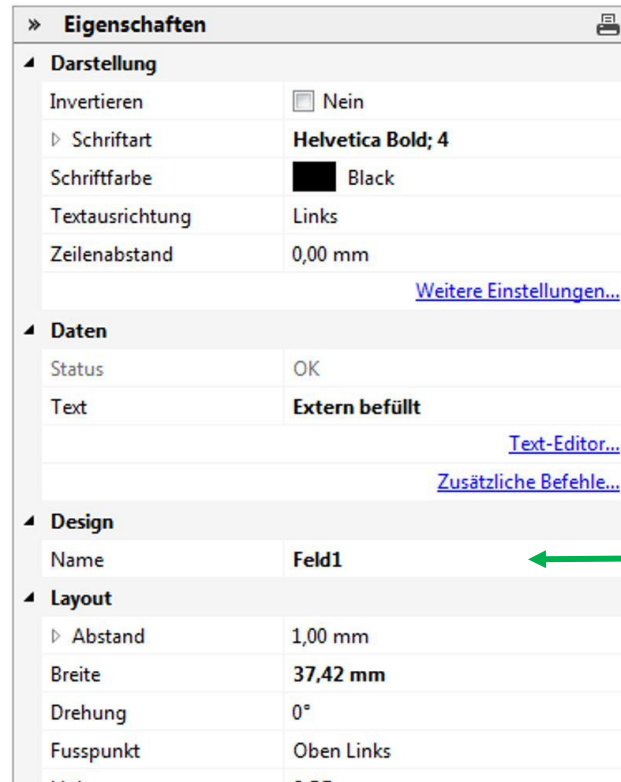 » Eigenschaften
Darstellung
Invertieren Nein
Schriftart Helvetica Bold; 4
Schriftfarbe Black
Textausrichtung Links
Zeilenabstand 0,00 mm
Weitere Einstellungen...
Daten
Status OK
Text Extern befüllt
Text-Editor...
Zusätzliche Befehle...
Design
Name Feld1
Layout
Abstand 1,00 mm
Breite 37,42 mm
Drehung 0°
Fusspunkt Oben Links